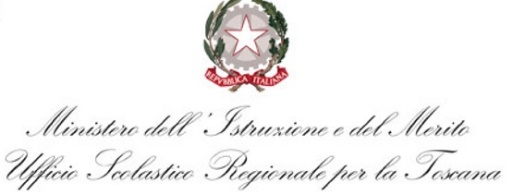 REPVBBLICA ITALIANA
Ministero dell'Istruzione e del Merito
Ufficio Scolastico Regionale per la Toscana